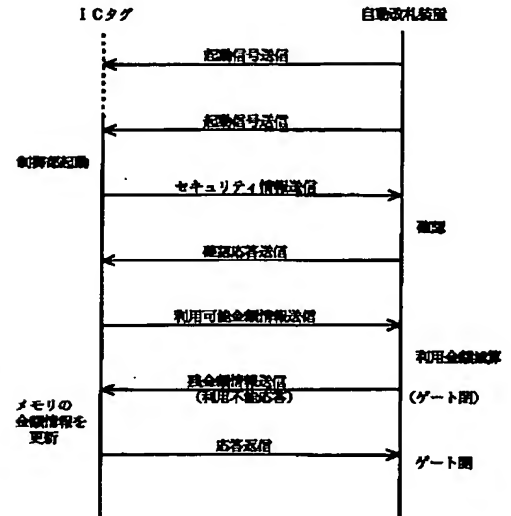 ICタグ
自動改札装置
起動信号送信
起動信号送信
制御部起動
セキュリティ情報送信
確認
確認応答送信
利用可能金額情報送信
利用金額減算
残金額情報送信
(利用不能応答)
(ゲート閉)
メモリの
金額情報を
更新
応答返信
ゲート開